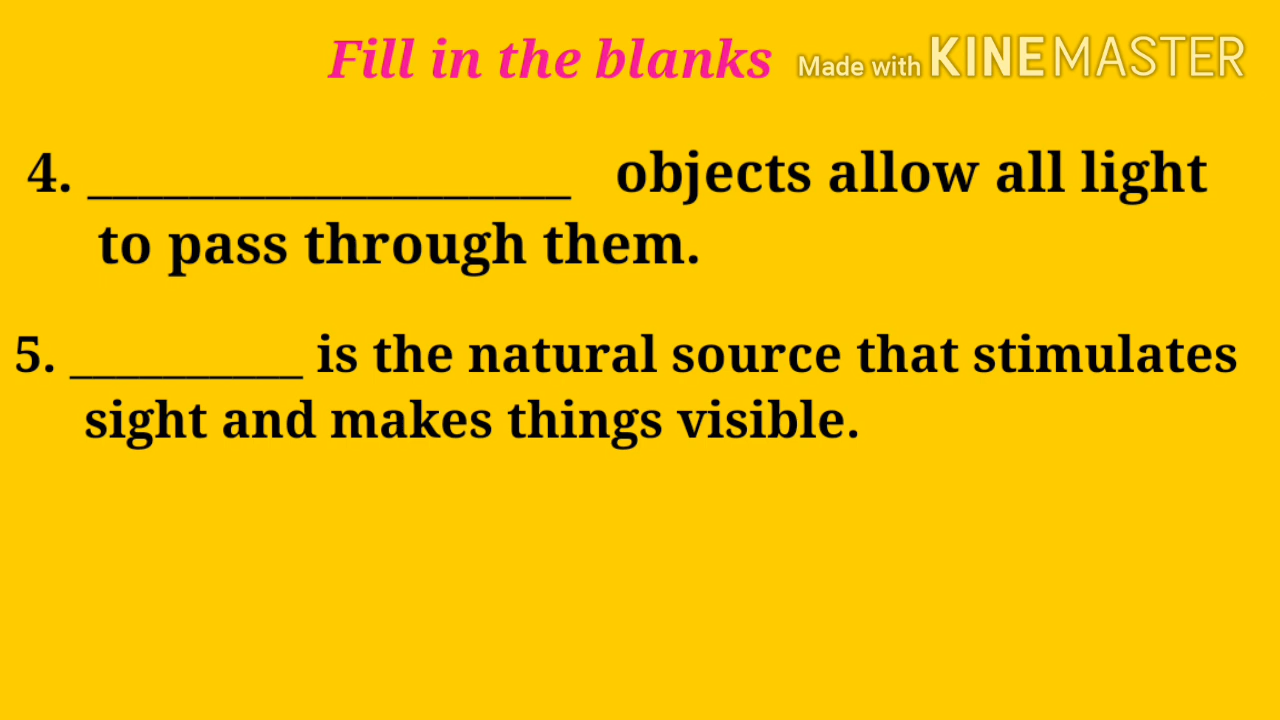 Fill in the blanks Made with KINEMASTER
4. ___________________ objects allow all light
to pass through them.
5. __________ is the natural source that stimulates
sight and makes things visible.